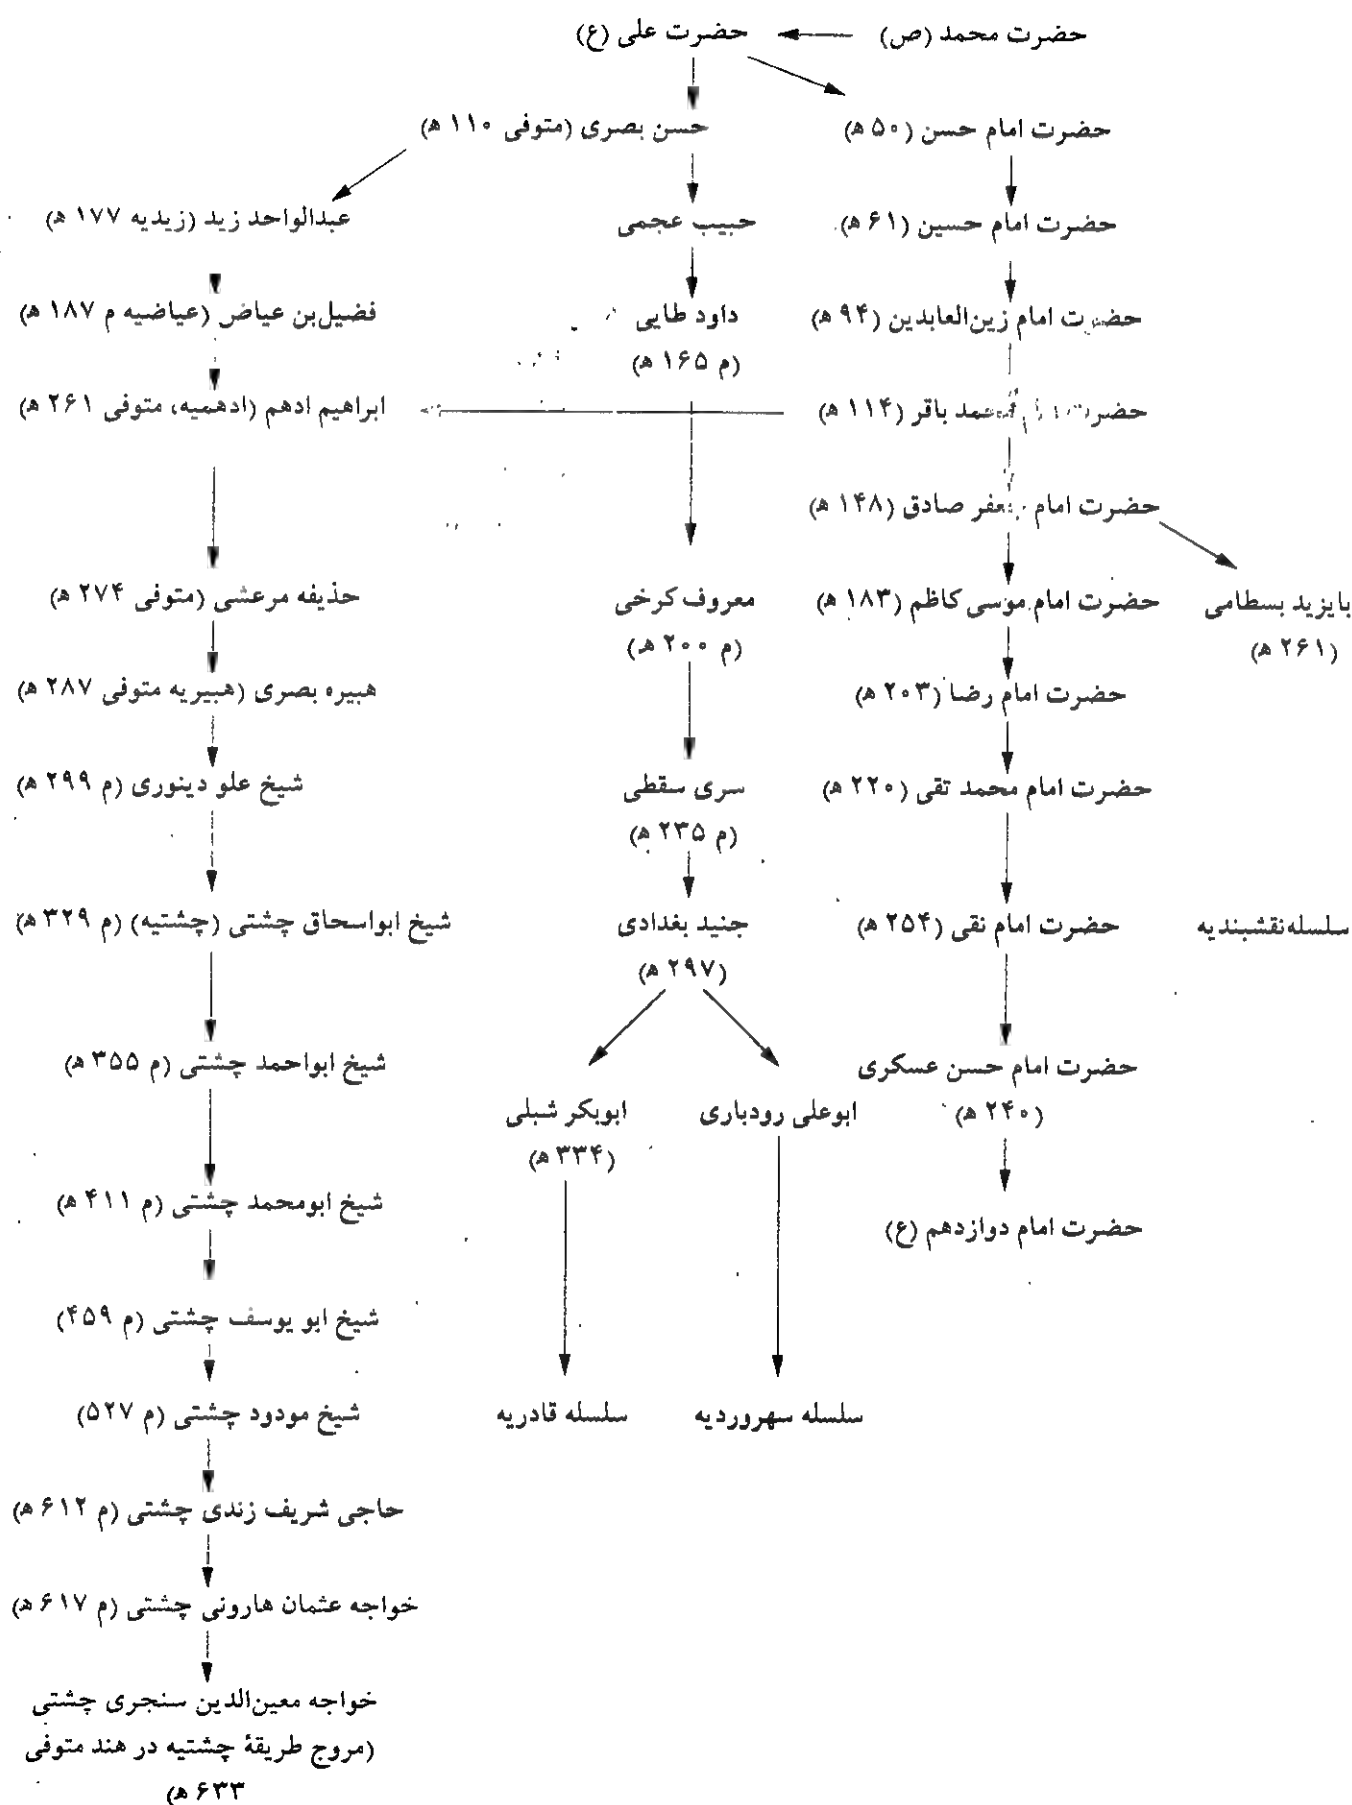 حضرت محمد (ص)
حضرت علی (ع)
حضرت امام حسن (۵۰ ه)
حسن بصری (متوفی ۱۱۰ ه)
حضرت امام حسین (۶۱ ه)
حبیب عجمی
عبدالواحد زید (زیدیه ۱۷۷ ه)
حضرت امام زین‌العابدین (۹۴ ه)
داود طایی
(م ۱۶۵ ه)
فضیل‌بن عیاض (عیاضیه م ۱۸۷ ه)
حضرت امام محمد باقر (۱۱۴ ه)
ابراهیم ادهم (ادهمیه، متوفی ۲۶۱ ه)
حضرت امام جعفر صادق (۱۴۸ ه)
بایزید بسطامی
(۲۶۱ ه)
حضرت امام موسی کاظم (۱۸۳ ه)
معروف کرخی
(م ۲۰۰ ه)
حذیفه مرعشی (متوفی ۲۷۴ ه)
حضرت امام رضا (۲۰۳ ه)
هبیره بصری (هبیریه متوفی ۲۸۷ ه)
حضرت امام محمد تقی (۲۲۰ ه)
سری سقطی
(م ۲۳۵ ه)
شیخ علو دینوری (م ۲۹۹ ه)
سلسله‌نقشبندیه
حضرت امام نقی (۲۵۴ ه)
جنید بغدادی
(۲۹۷ ه)
شیخ ابواسحاق چشتی (چشتیه) (م ۳۲۹ ه)
حضرت امام حسن عسکری
(۲۴۰ ه)
شیخ ابواحمد چشتی (م ۳۵۵ ه)
ابوعلی رودباری
ابوبکر شبلی
(۳۳۴ ه)
حضرت امام دوازدهم (ع)
شیخ ابومحمد چشتی (م ۴۱۱ ه)
شیخ ابو یوسف چشتی (م ۴۵۹)
سلسله سهروردیه
سلسله قادریه
شیخ مودود چشتی (م ۵۲۷)
حاجی شریف زندی چشتی (م ۶۱۲ ه)
خواجه عثمان هارونی چشتی (م ۶۱۷ ه)
خواجه معین‌الدین سنجری چشتی
(مروج طریقهٔ چشتیه در هند متوفی
۶۳۳ ه)